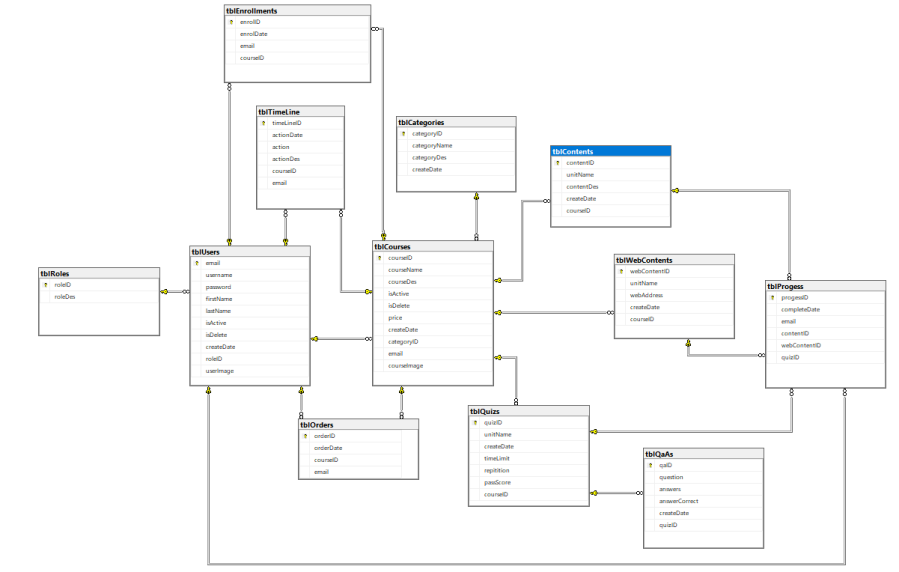 tblEnrollments
enrolID
enrolDate
email
courseID
tblTimeLine
timeLineID
actionDate
action
actionDes
courseID
email
tblCategories
categoryID
categoryName
categoryDes
createDate
tblContents
contentID
unitName
contentDes
createDate
courseID
tblRoles
roleID
roleDes
tblUsers
email
username
password
firstName
lastName
isActive
isDelete
createDate
roleID
userImage
tblCourses
courseID
courseName
courseDes
isActive
isDelete
price
createDate
categoryID
email
courseImage
tblWebContents
webContentID
unitName
webAddress
createDate
courseID
tblProgess
progessID
completeDate
email
contentID
webContentID
quizID
tblOrders
orderID
orderDate
courseID
email
tblQuizs
quizID
unitName
createDate
timeLimit
repitition
passScore
courseID
tblQaAs
qaID
question
answers
answerCorrect
createDate
quizID